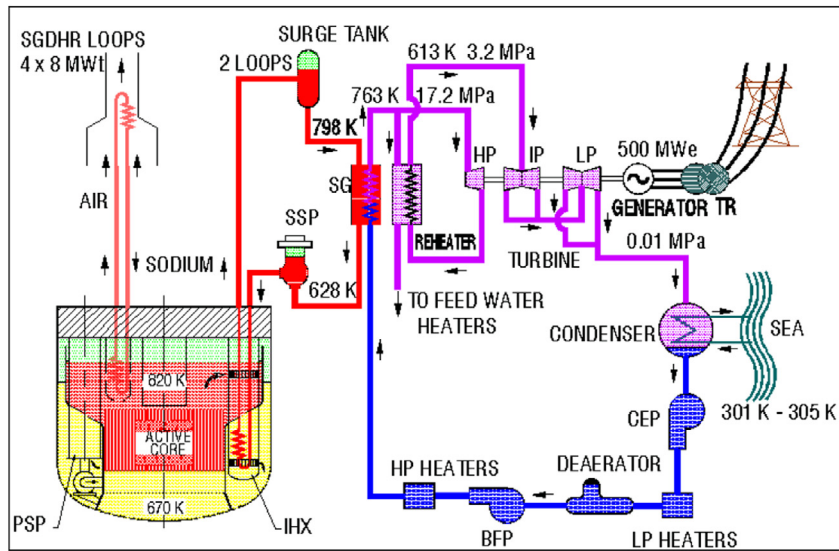 SGDHR LOOPS
4 x 8 MWt
SURGE TANK
2 LOOPS
613 K 3.2 MPa
763 K 17.2 MPa
798 K
HP
IP
LP
500 MWe
SG
GENERATOR TR
AIR
SSP
REHEATER
TURBINE
0.01 MPa
SODIUM
628 K
TO FEED WATER
HEATERS
CONDENSER
SEA
820 K
CEP
301 K - 305 K
ACTIVE
CORE
HP HEATERS
DEAERATOR
670 K
PSP
IHX
BFP
LP HEATERS